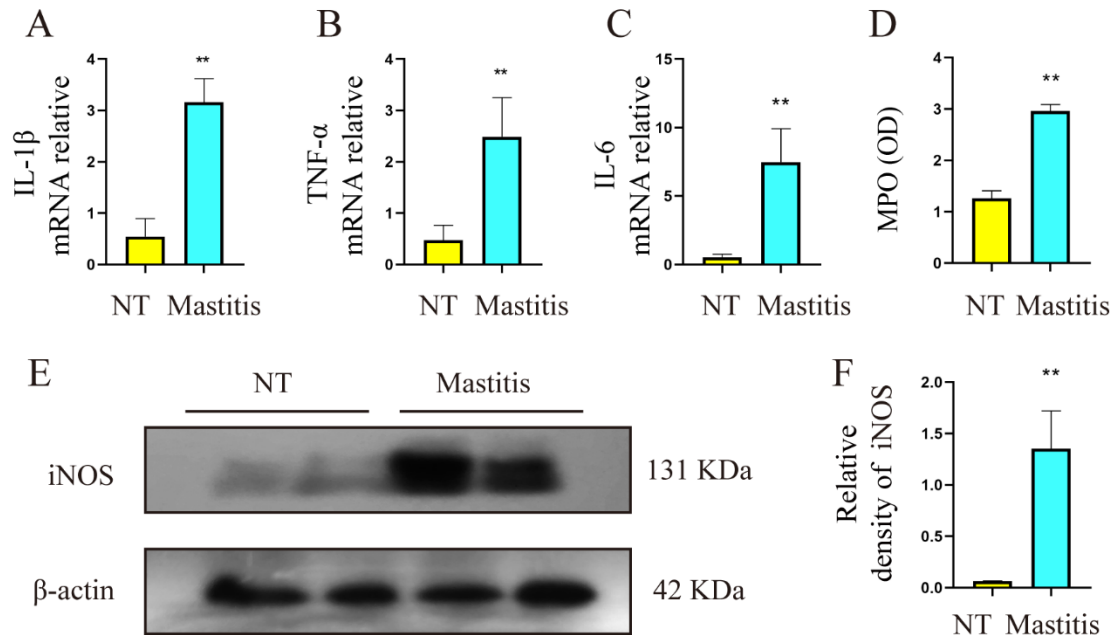 A
IL-1β
mRNA relative
4
3
2
1
0
**
NT Mastitis
B
TNF-α
mRNA relative
4
3
2
1
0
**
NT Mastitis
C
IL-6
mRNA relative
15
10
5
0
**
NT Mastitis
D
MPO (OD)
4
3
2
1
0
**
NT Mastitis
E
NT Mastitis
iNOS 131 KDa
β-actin 42 KDa
F
Relative
density of iNOS
2.0
1.5
1.0
0.5
0.0
**
NT Mastitis